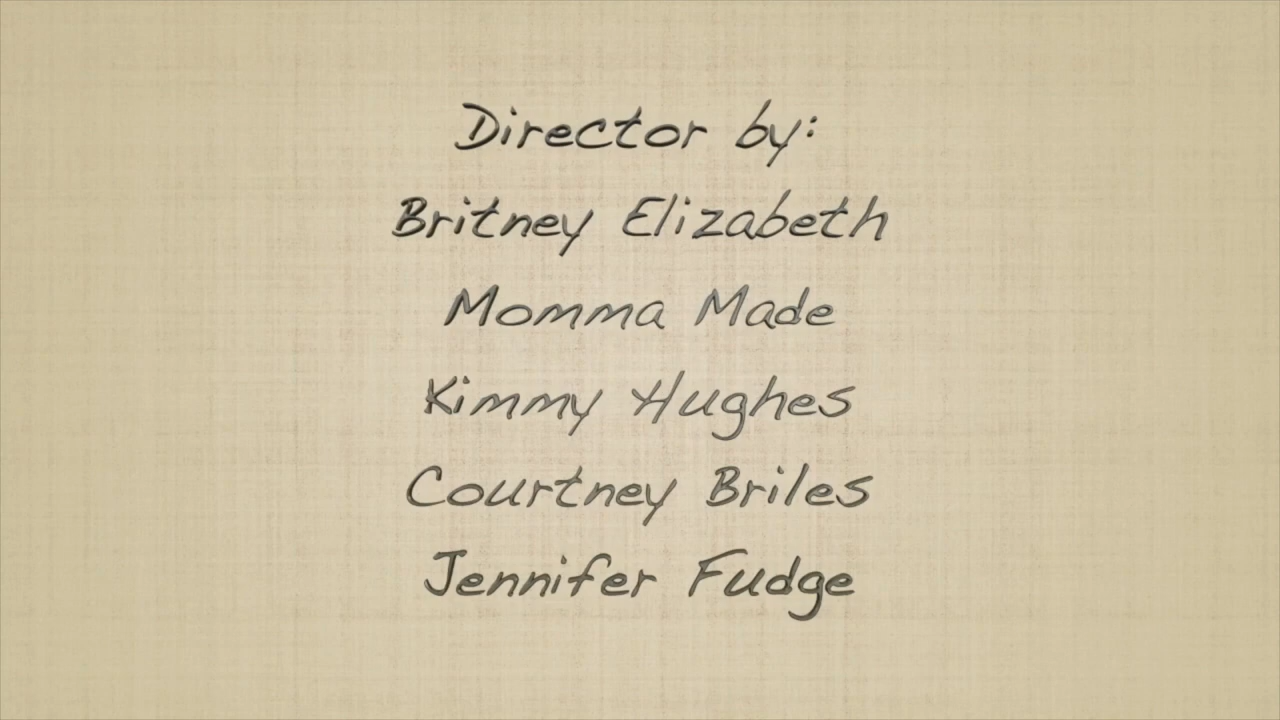 Director by:
Britney Elizabeth
Momma Made
Kimmy Hughes
Courtney Briles
Jennifer Fudge